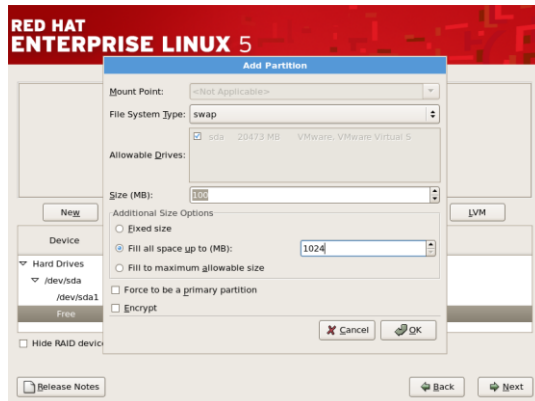 RED HAT
ENTERPRISE LINUX 5
Add Partition
Mount Point: <Not Applicable>
File System Type: swap
Allowable Drives: sda 20473 MB VMware, VMware Virtual S
Size (MB): 100
Additional Size Options
Fixed size
Fill all space up to (MB): 1024
Fill to maximum allowable size
Force to be a primary partition
Encrypt
Cancel OK
New LVM
Device
Hard Drives
/dev/sda
/dev/sda1
Free
Hide RAID device
Release Notes Back Next